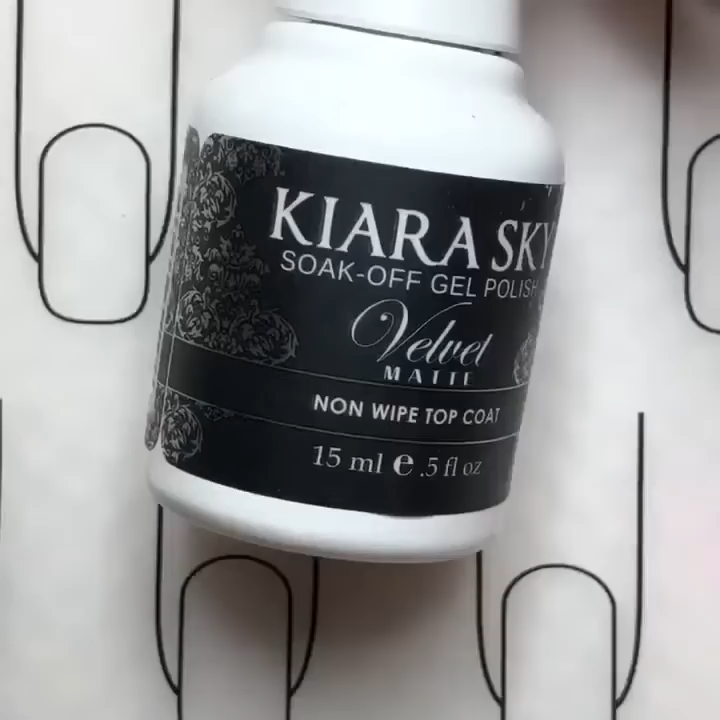 KIARA SKY
SOAK-OFF GEL POLISH
Velvet
MATTE
NON WIPE TOP COAT
15 ml e .5 fl oz